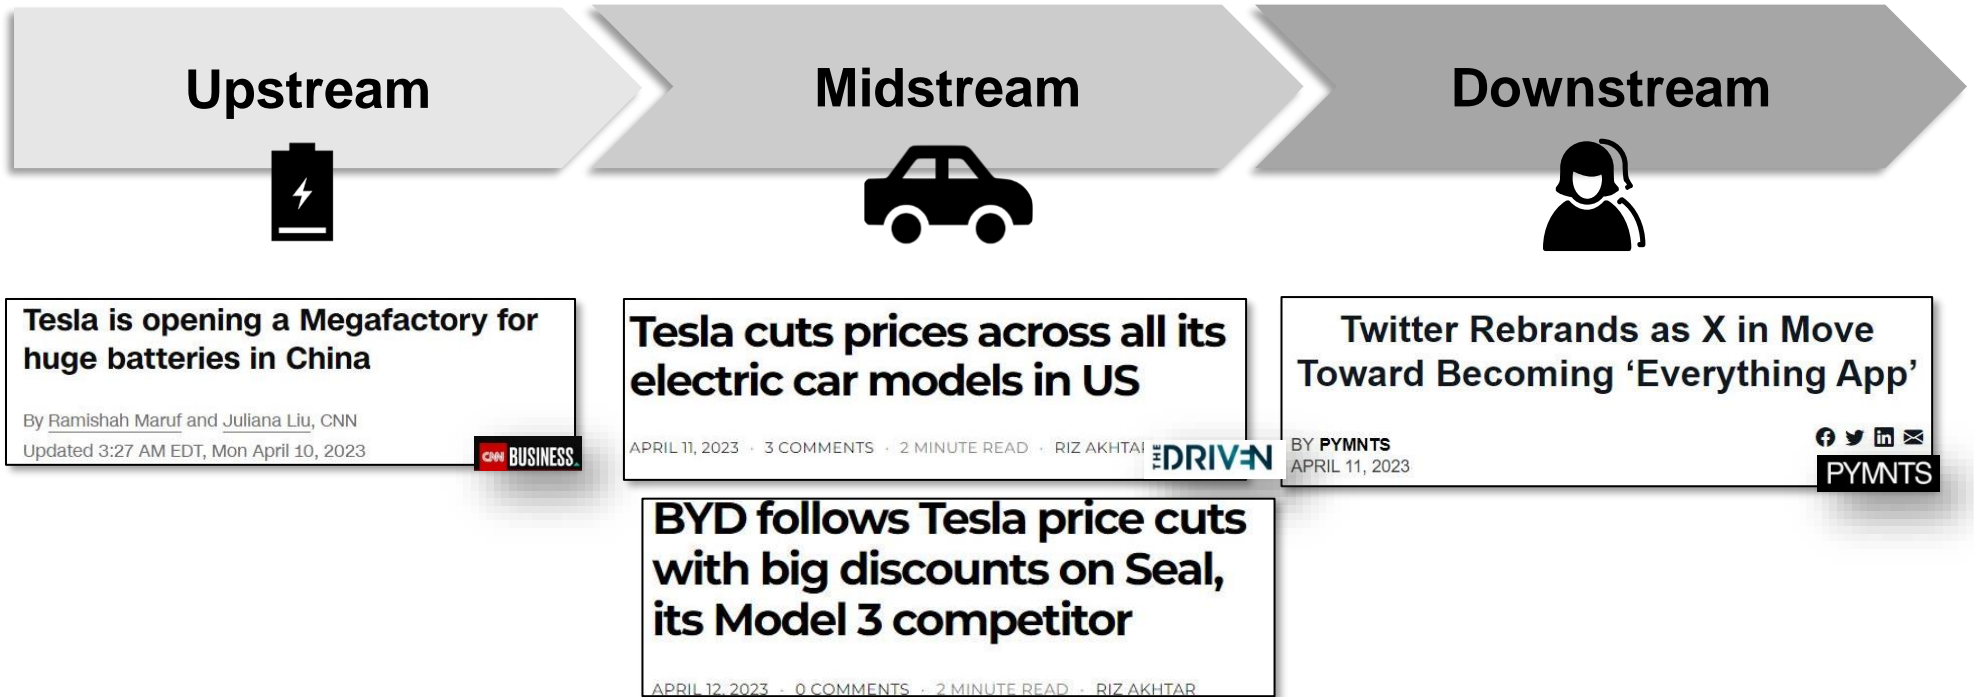 Upstream
Midstream
Downstream
Tesla is opening a Megafactory for
huge batteries in China
By Ramishah Maruf and Juliana Liu, CNN
Updated 3:27 AM EDT, Mon April 10, 2023
CNN BUSINESS
Tesla cuts prices across all its
electric car models in US
APRIL 11, 2023 · 3 COMMENTS · 2 MINUTE READ · RIZ AKHTAR
THE DRIVEN
BYD follows Tesla price cuts
with big discounts on Seal,
its Model 3 competitor
APRIL 12, 2023 · 0 COMMENTS · 2 MINUTE READ · RIZ AKHTAR
Twitter Rebrands as X in Move
Toward Becoming ‘Everything App’
BY PYMNTS
APRIL 11, 2023
PYMNTS